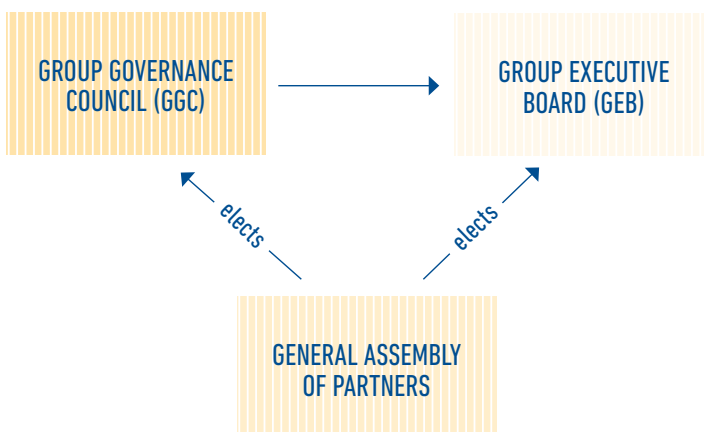 GROUP GOVERNANCE
COUNCIL (GGC)
GROUP EXECUTIVE
BOARD (GEB)
elects
elects
GENERAL ASSEMBLY
OF PARTNERS